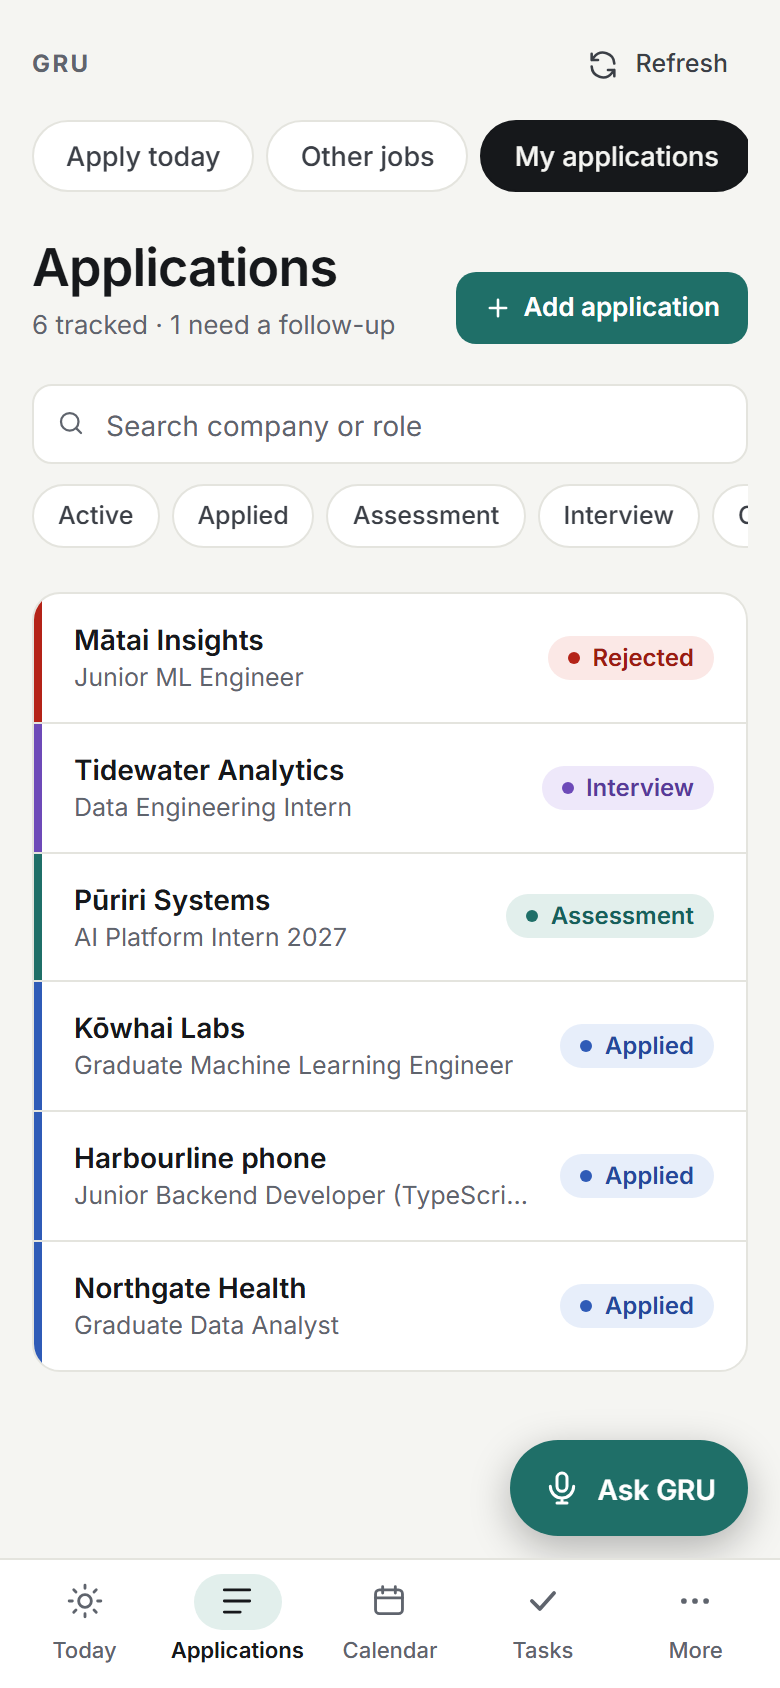 GRU
Refresh
Apply today
Other jobs
My applications
Applications
6 tracked · 1 need a follow-up
+ Add application
Search company or role
Active
Applied
Assessment
Interview
Mātai Insights
Junior ML Engineer
Rejected
Tidewater Analytics
Data Engineering Intern
Interview
Pūriri Systems
AI Platform Intern 2027
Assessment
Kōwhai Labs
Graduate Machine Learning Engineer
Applied
Harbourline phone
Junior Backend Developer (TypeScri...
Applied
Northgate Health
Graduate Data Analyst
Applied
Ask GRU
Today
Applications
Calendar
Tasks
More